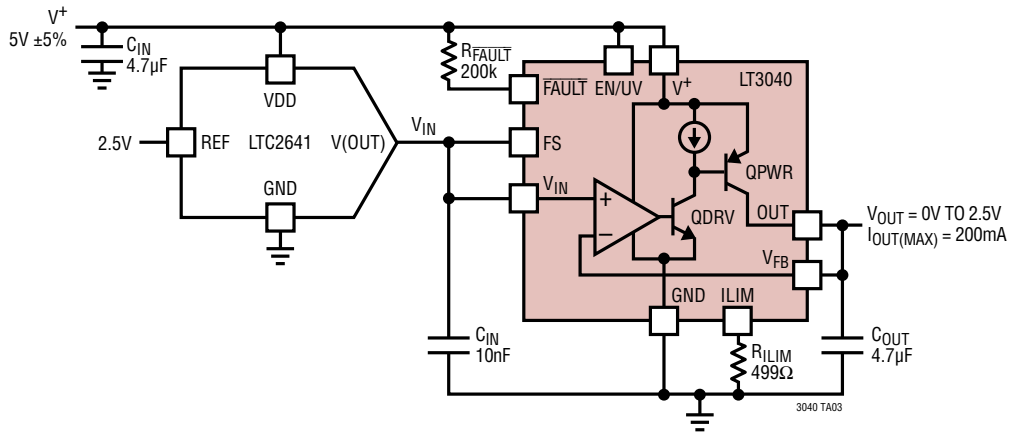 V+
5V ±5%
CIN
4.7µF
VDD
2.5V
REF
LTC2641
V(OUT)
GND
VIN
RFAULT
200k
LT3040
FAULT
EN/UV
V+
FS
VIN
+
–
QPWR
QDRV
OUT
VFB
GND
ILIM
VOUT = 0V TO 2.5V
IOUT(MAX) = 200mA
CIN
10nF
RILIM
499Ω
COUT
4.7µF
3040 TA03